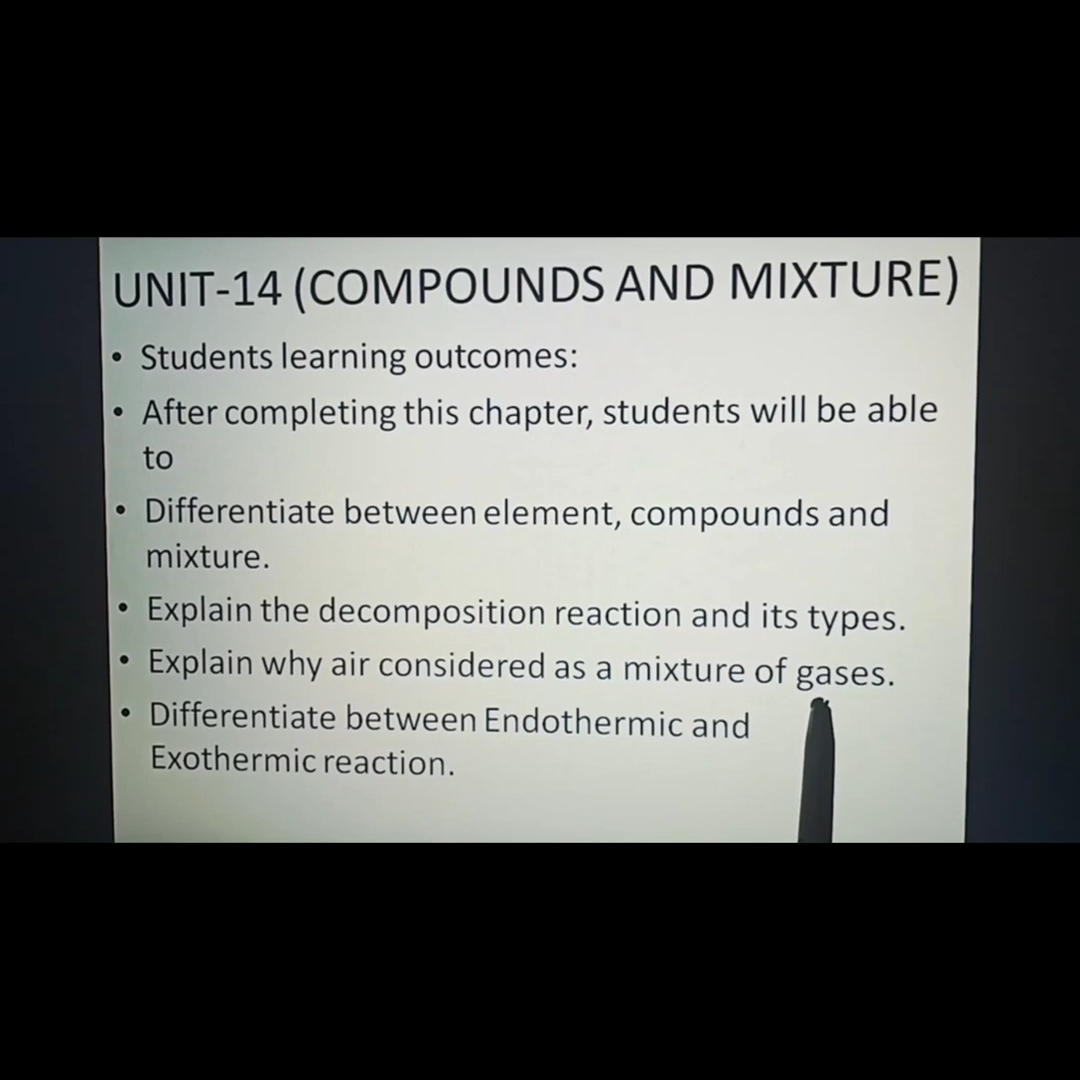 UNIT-14 (COMPOUNDS AND MIXTURE)
• Students learning outcomes:
• After completing this chapter, students will be able
to
• Differentiate between element, compounds and
mixture.
• Explain the decomposition reaction and its types.
• Explain why air considered as a mixture of gases.
• Differentiate between Endothermic and
Exothermic reaction.